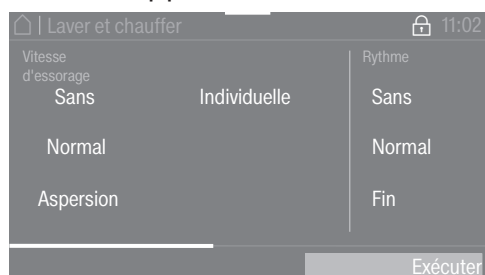 Laver et chauffer 11:02
Vitesse
d'essorage
Rythme
Sans Individuelle Sans
Normal Normal
Aspersion Fin
Exécuter